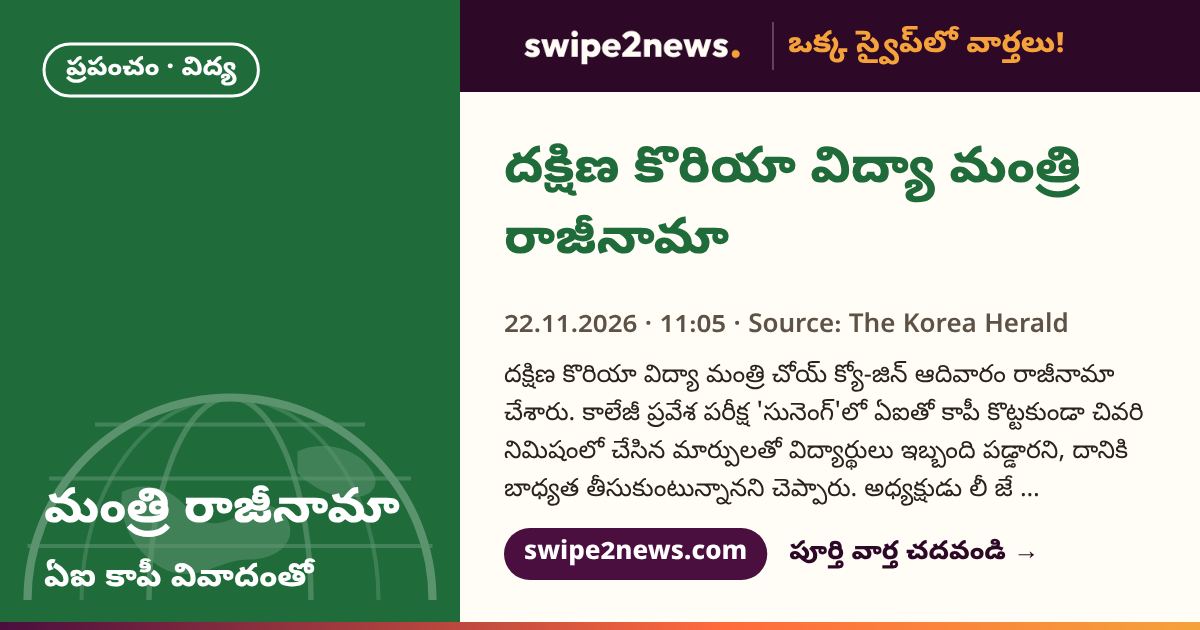 ప్రపంచం · విద్య
swipe2news.
ఒక్క స్వైప్‌లో వార్తలు!
దక్షిణ కొరియా విద్యా మంత్రి
రాజీనామా
22.11.2026 · 11:05 · Source: The Korea Herald
దక్షిణ కొరియా విద్యా మంత్రి చోయ్ క్యో-జిన్ ఆదివారం రాజీనామా
చేశారు. కాలేజీ ప్రవేశ పరీక్ష 'సునెంగ్'లో ఏఐతో కాపీ కొట్టకుండా చివరి
నిమిషంలో చేసిన మార్పులతో విద్యార్థులు ఇబ్బంది పడ్డారని, దానికి
బాధ్యత తీసుకుంటున్నానని చెప్పారు. అధ్యక్షుడు లీ జే ...
మంత్రి రాజీనామా
ఏఐ కాపీ వివాదంతో
swipe2news.com
పూర్తి వార్త చదవండి →